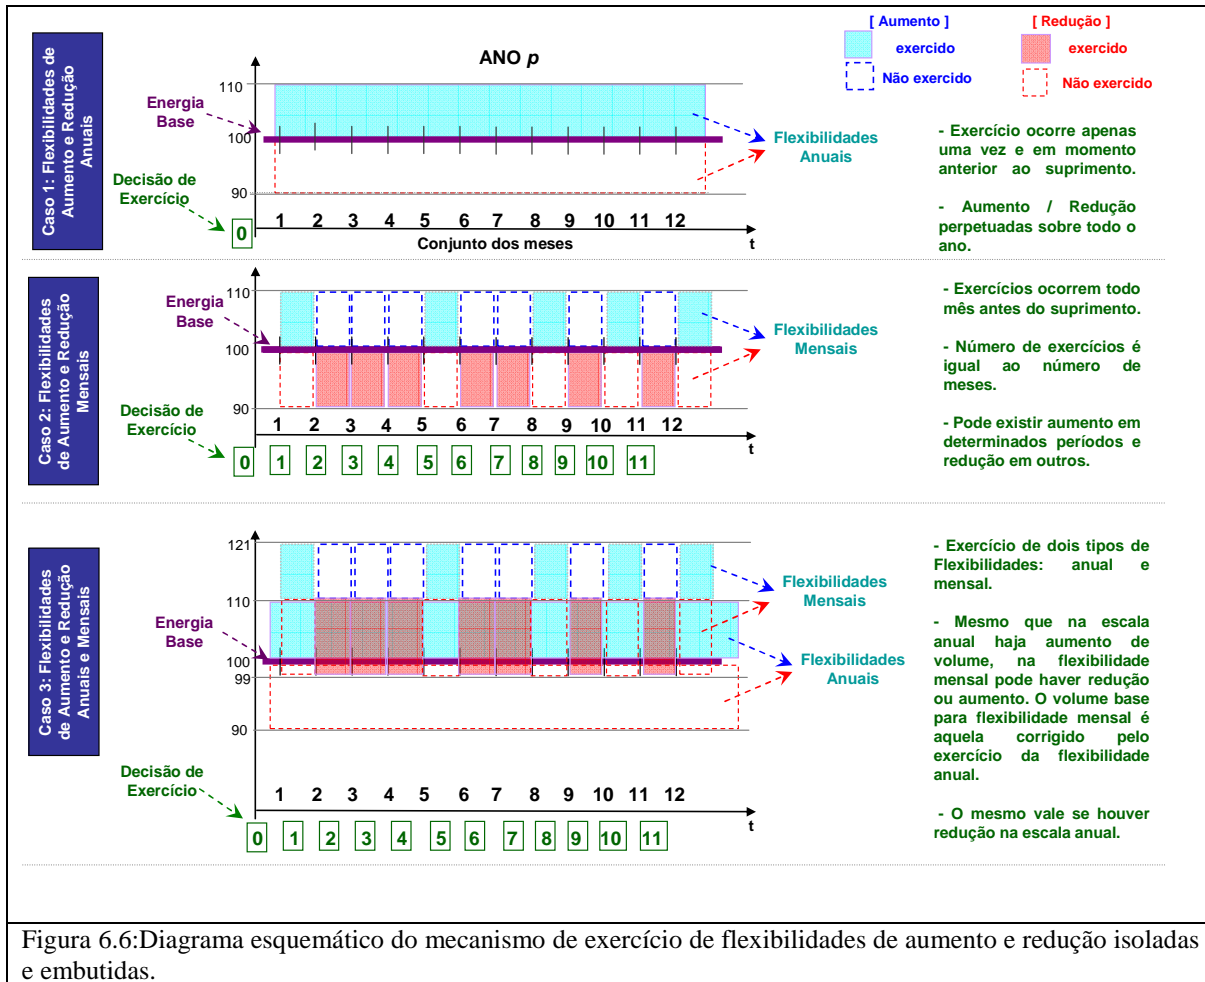 [ Aumento ]
exercido
Não exercido
[ Redução ]
exercido
Não exercido
Caso 1: Flexibilidades de
Aumento e Redução
Anuais
ANO p
110
Energia
Base
100
Decisão de
Exercício
90
0
1 2 3 4 5 6 7 8 9 10 11 12
Conjunto dos meses
t
Flexibilidades
Anuais
- Exercício ocorre apenas
uma vez e em momento
anterior ao suprimento.
- Aumento / Redução
perpetuadas sobre todo o
ano.
Caso 2: Flexibilidades
de Aumento e Redução
Mensais
110
Energia
Base
100
90
Decisão de
Exercício
1 2 3 4 5 6 7 8 9 10 11 12
t
0 1 2 3 4 5 6 7 8 9 10 11
Flexibilidades
Mensais
- Exercícios ocorrem todo
mês antes do suprimento.
- Número de exercícios é
igual ao número de
meses.
- Pode existir aumento em
determinados períodos e
redução em outros.
Caso 3: Flexibilidades
de Aumento e Redução
Anuais e Mensais
121
110
Energia
Base
100
99
90
Decisão de
Exercício
1 2 3 4 5 6 7 8 9 10 11 12
t
0 1 2 3 4 5 6 7 8 9 10 11
Flexibilidades
Mensais
Flexibilidades
Anuais
- Exercício de dois tipos de
Flexibilidades: anual e
mensal.
- Mesmo que na escala
anual haja aumento de
volume, na flexibilidade
mensal pode haver redução
ou aumento. O volume base
para flexibilidade mensal é
aquela corrigido pelo
exercício da flexibilidade
anual.
- O mesmo vale se houver
redução na escala anual.
Figura 6.6:Diagrama esquemático do mecanismo de exercício de flexibilidades de aumento e redução isoladas
e embutidas.